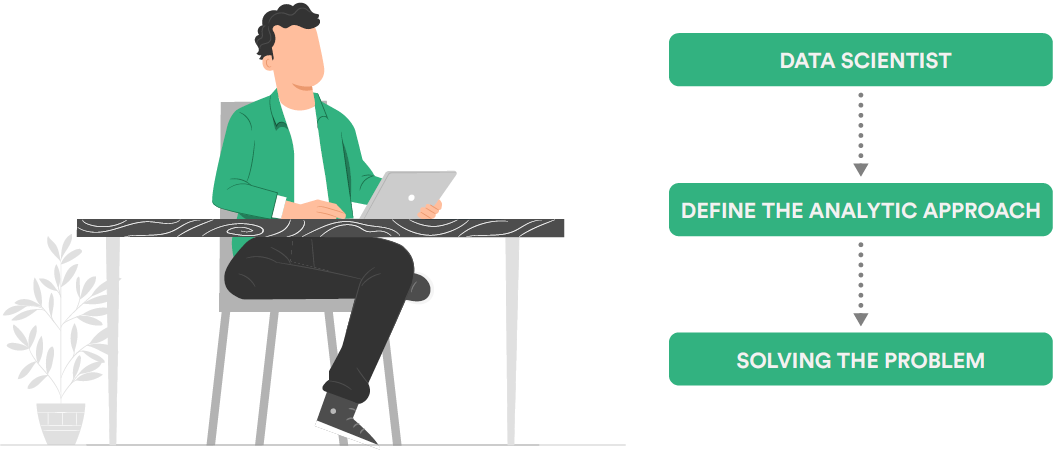 DATA SCIENTIST
DEFINE THE ANALYTIC APPROACH
SOLVING THE PROBLEM